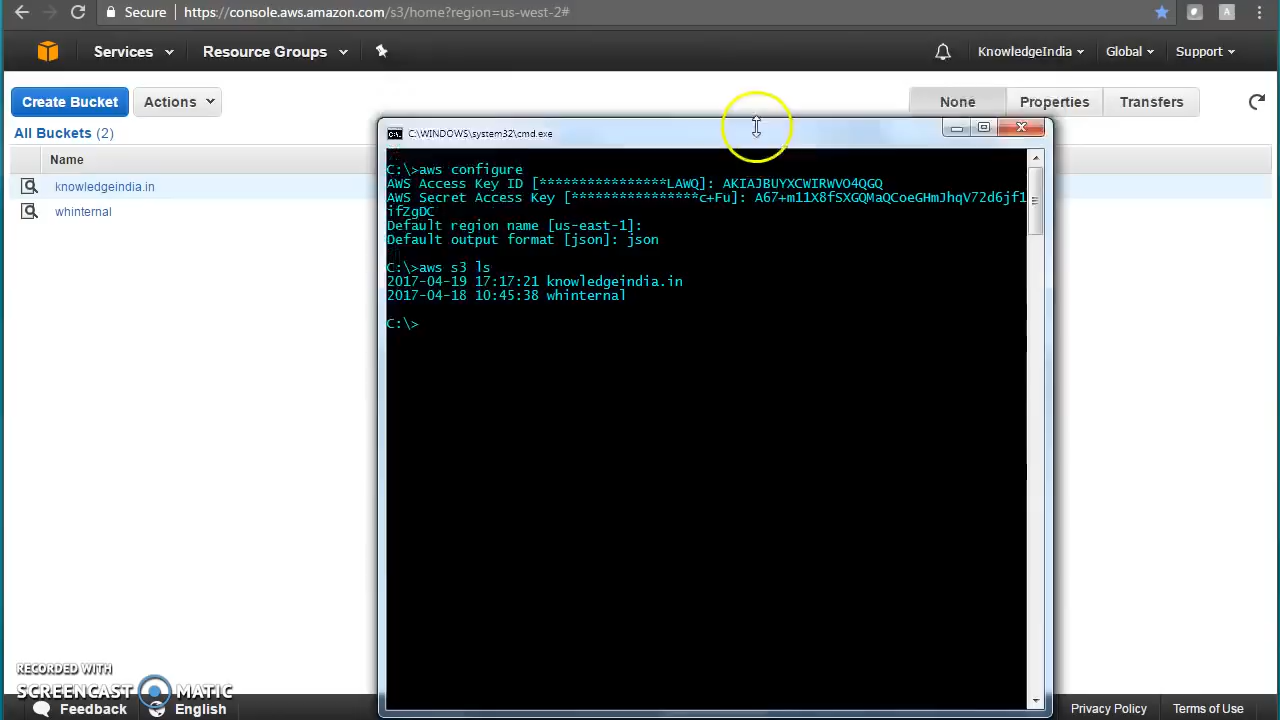 Secure
https://console.aws.amazon.com/s3/home?region=us-west-2#
A
Services
Resource Groups
KnowledgeIndia
Global
Support
Create Bucket
Actions
None
Properties
Transfers
All Buckets (2)
Name
knowledgeindia.in
whinternal
C:\WINDOWS\system32\cmd.exe
C:\>aws configure
AWS Access Key ID [****************LAWQ]: AKIAJBUYXCWIRWVO4QGQ
AWS Secret Access Key [****************c+Fu]: A67+m11X8fSXGQMaQCoeGHmJhqV72d6jf1
ifZgDC
Default region name [us-east-1]:
Default output format [json]: json
C:\>aws s3 ls
2017-04-19 17:17:21 knowledgeindia.in
2017-04-18 10:45:38 whinternal
C:\>
RECORDED WITH
SCREENCAST MATIC
Feedback
English
Privacy Policy
Terms of Use